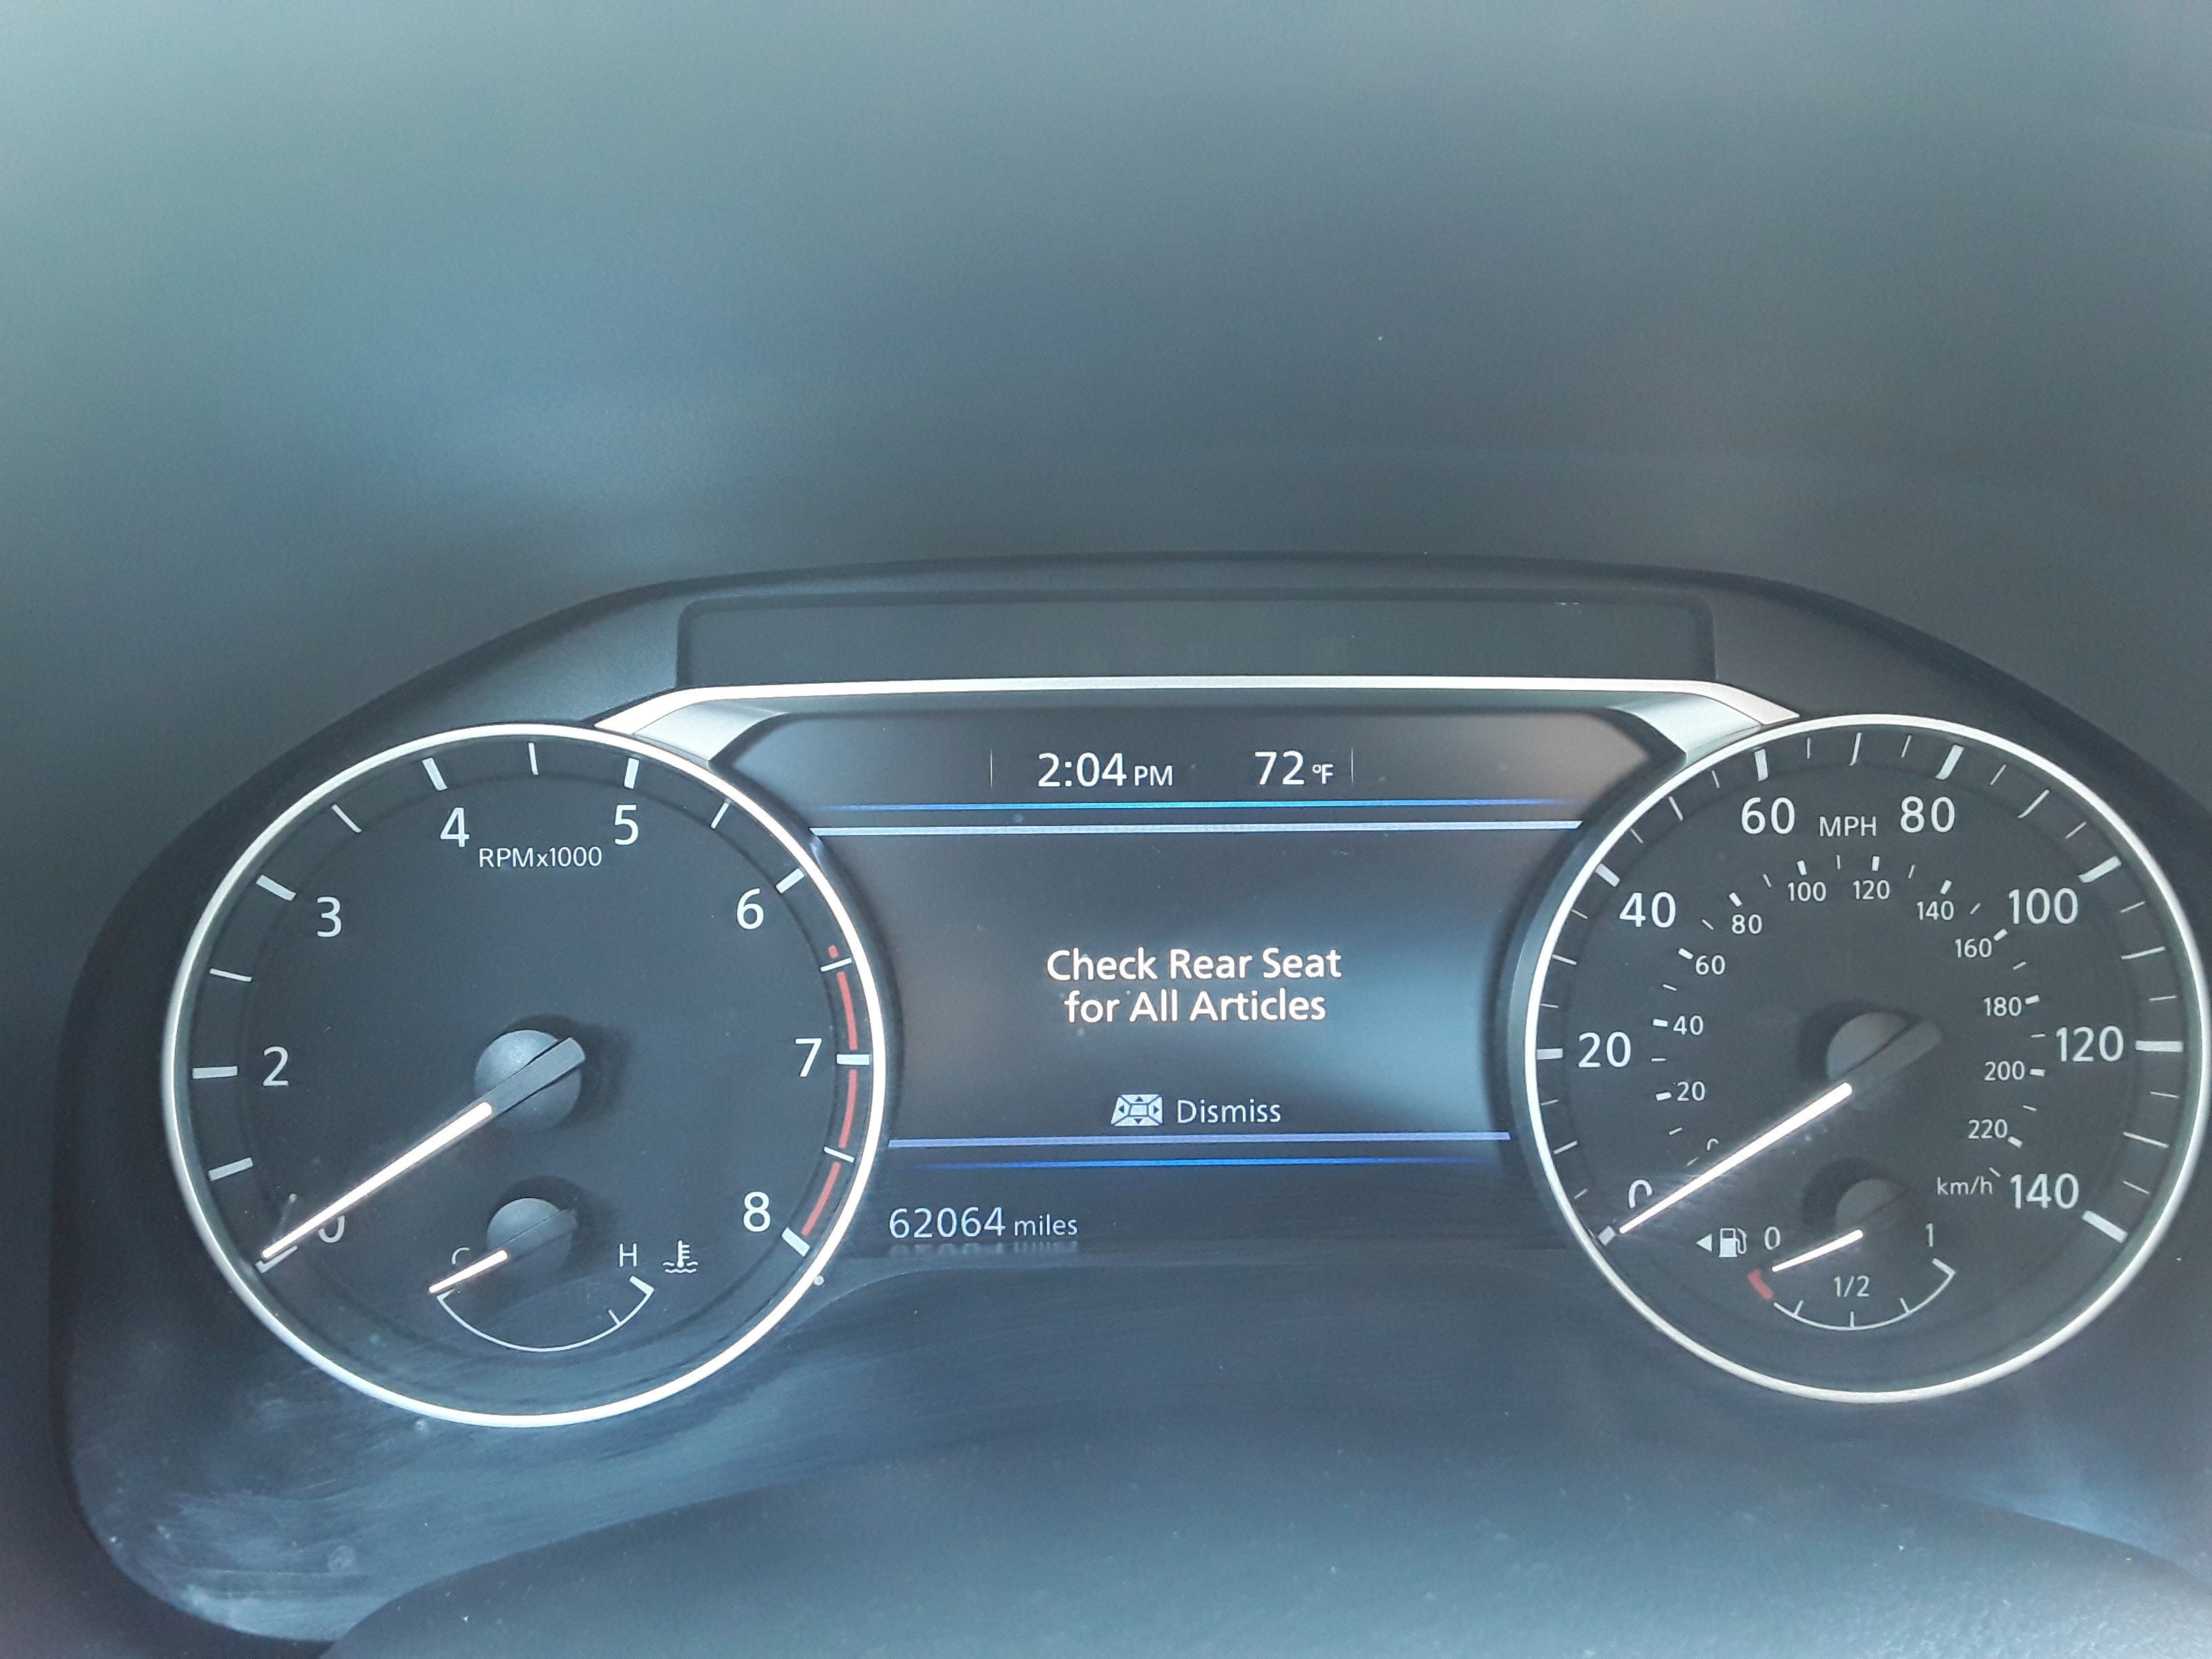 2:04 PM 72 °F
4 5
RPMx1000
3 6
2 7
0 8
C H
Check Rear Seat
for All Articles
Dismiss
62064 miles
60 MPH 80
40 100
20 120
0 140
100 120
80 140
60 160
40 180
20 200
220
km/h
0 1
1/2